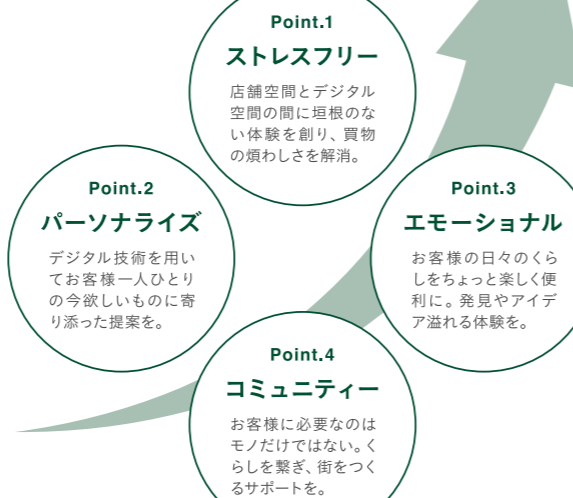 Point.1
ストレスフリー
店舗空間とデジタル
空間の間に垣根のな
い体験を創り、買物
の煩わしさを解消。
Point.2
パーソナライズ
デジタル技術を用い
てお客様一人ひとり
の今欲しいものに寄
り添った提案を。
Point.3
エモーショナル
お客様の日々のくら
しをちょっと楽しく便
利に。発見やアイデ
ア溢れる体験を。
Point.4
コミュニティー
お客様に必要なのは
モノだけではない。く
らしを繋ぎ、街をつく
るサポートを。